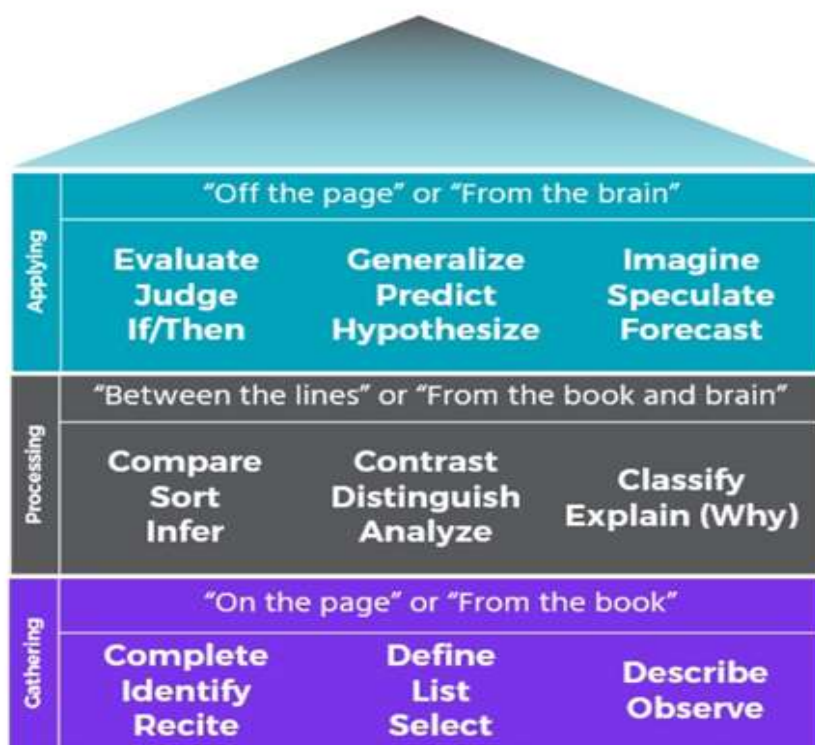 Applying
“Off the page” or “From the brain”
Evaluate
Judge
If/Then
Generalize
Predict
Hypothesize
Imagine
Speculate
Forecast
Processing
“Between the lines” or “From the book and brain”
Compare
Sort
Infer
Contrast
Distinguish
Analyze
Classify
Explain (Why)
Gathering
“On the page” or “From the book”
Complete
Identify
Recite
Define
List
Select
Describe
Observe